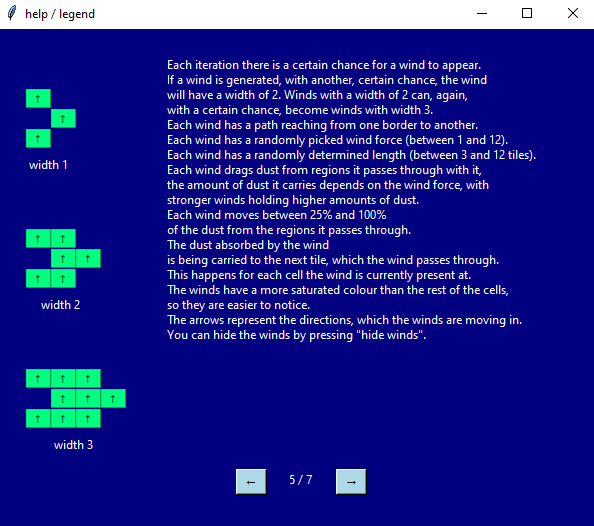 help / legend
Each iteration there is a certain chance for a wind to appear.
If a wind is generated, with another, certain chance, the wind
will have a width of 2. Winds with a width of 2 can, again,
with a certain chance, become winds with width 3.
Each wind has a path reaching from one border to another.
Each wind has a randomly picked wind force (between 1 and 12).
Each wind has a randomly determined length (between 3 and 12 tiles).
Each wind drags dust from regions it passes through with it,
the amount of dust it carries depends on the wind force, with
stronger winds holding higher amounts of dust.
Each wind moves between 25% and 100%
of the dust from the regions it passes through.
The dust absorbed by the wind
is being carried to the next tile, which the wind passes through.
This happens for each cell the wind is currently present at.
The winds have a more saturated colour than the rest of the cells,
so they are easier to notice.
The arrows represent the directions, which the winds are moving in.
You can hide the winds by pressing "hide winds".
↑
↑
↑
width 1
↑ ↑
↑ ↑
↑ ↑
width 2
↑ ↑ ↑
↑ ↑ ↑
↑ ↑ ↑
width 3
← 5 / 7 →